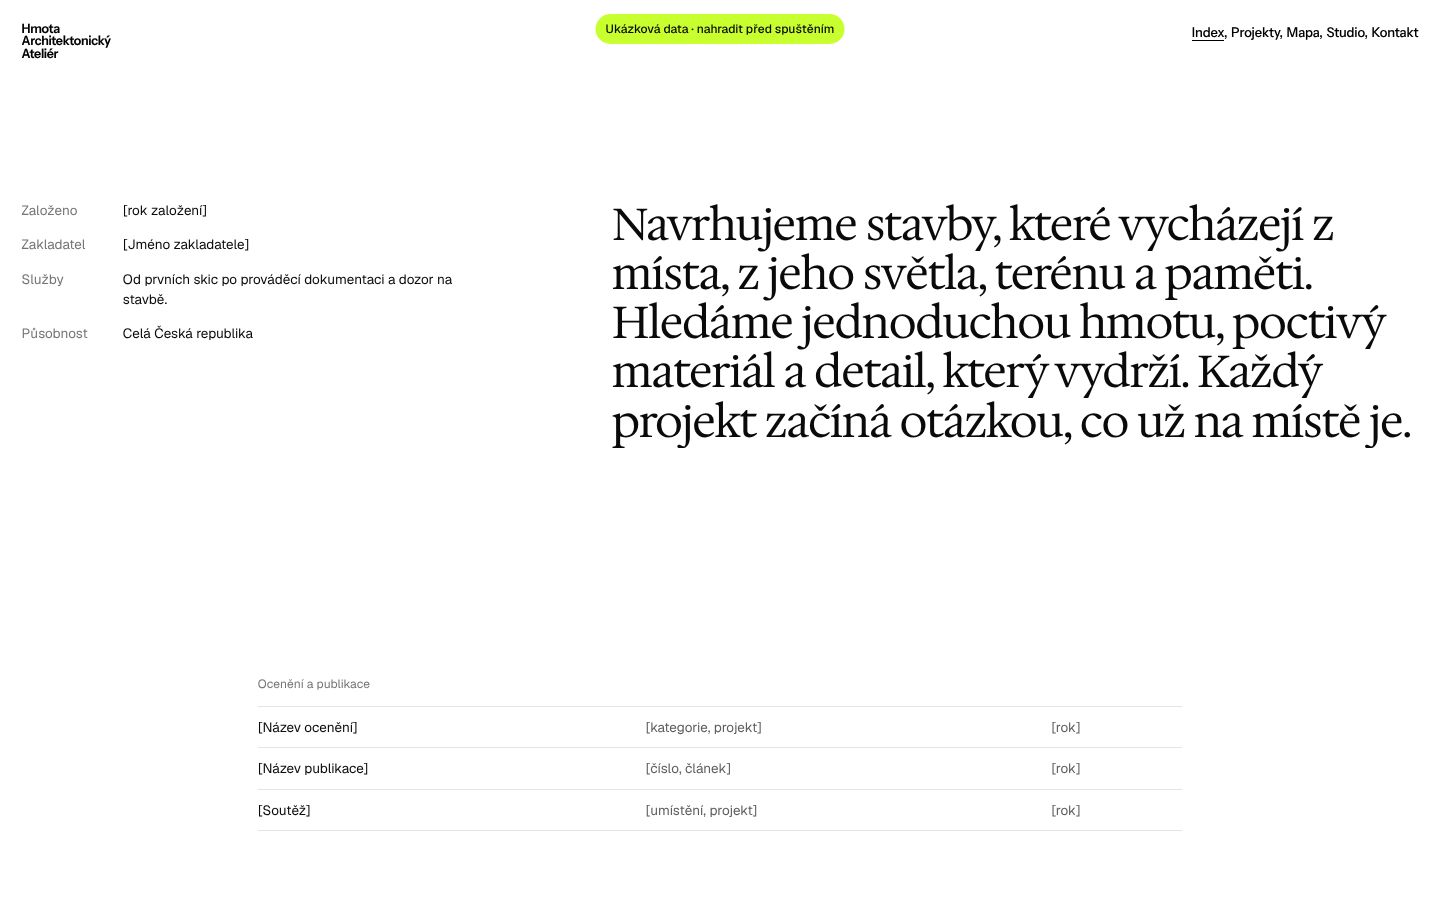 Hmota
Architektonický
Ateliér
Ukázková data · nahradit před spuštěním
Index, Projekty, Mapa, Studio, Kontakt
Založeno [rok založení]
Zakladatel [Jméno zakladatele]
Služby Od prvních skic po prováděcí dokumentaci a dozor na
stavbě.
Působnost Celá Česká republika
Navrhujeme stavby, které vycházejí z
místa, z jeho světla, terénu a paměti.
Hledáme jednoduchou hmotu, poctivý
materiál a detail, který vydrží. Každý
projekt začíná otázkou, co už na místě je.
Ocenění a publikace
[Název ocenění] [kategorie, projekt] [rok]
[Název publikace] [číslo, článek] [rok]
[Soutěž] [umístění, projekt] [rok]